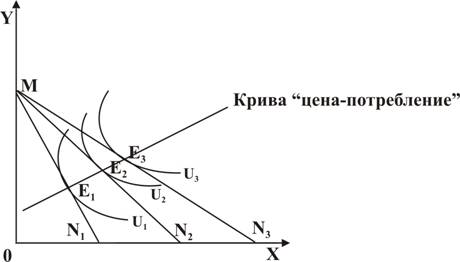 Y
M
Крива “цена-потребление”
E₃
E₂
U₃
E₁
U₂
U₁
N₁
N₂
N₃
0
X